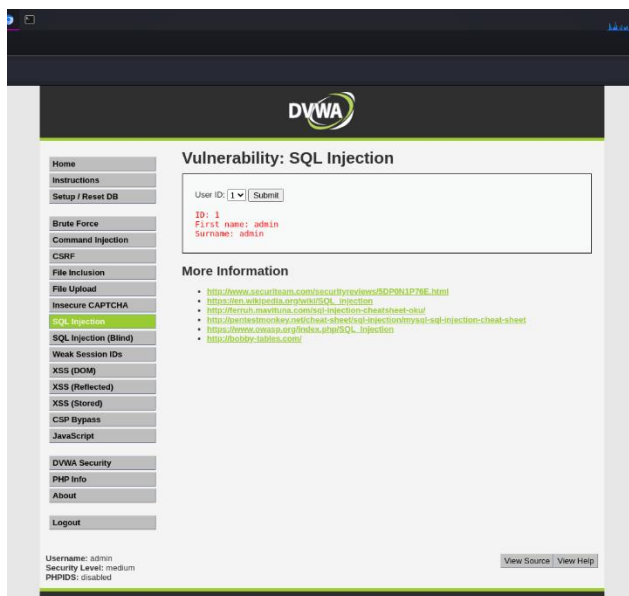 DVWA
Home
Instructions
Setup / Reset DB
Brute Force
Command Injection
CSRF
File Inclusion
File Upload
Insecure CAPTCHA
SQL Injection
SQL Injection (Blind)
Weak Session IDs
XSS (DOM)
XSS (Reflected)
XSS (Stored)
CSP Bypass
JavaScript
DVWA Security
PHP Info
About
Logout
Vulnerability: SQL Injection
User ID: 1 Submit
ID: 1
First name: admin
Surname: admin
More Information
http://www.securiteam.com/securityreviews/5DP0N1P76E.html
https://en.wikipedia.org/wiki/SQL_injection
http://ferruh.mavituna.com/sql-injection-cheatsheet-oku/
http://pentestmonkey.net/cheat-sheet/sql-injection/mysql-sql-injection-cheat-sheet
https://www.owasp.org/index.php/SQL_Injection
http://bobby-tables.com/
Username: admin
Security Level: medium
PHPIDS: disabled
View Source View Help